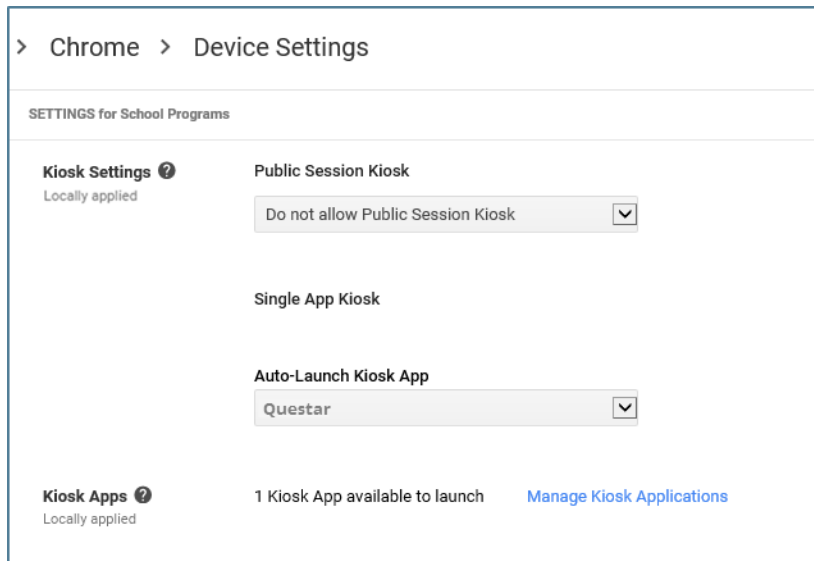 > Chrome > Device Settings
SETTINGS for School Programs
Kiosk Settings ?
Public Session Kiosk
Locally applied
Do not allow Public Session Kiosk
Single App Kiosk
Auto-Launch Kiosk App
Questar
Kiosk Apps ?
1 Kiosk App available to launch
Manage Kiosk Applications
Locally applied